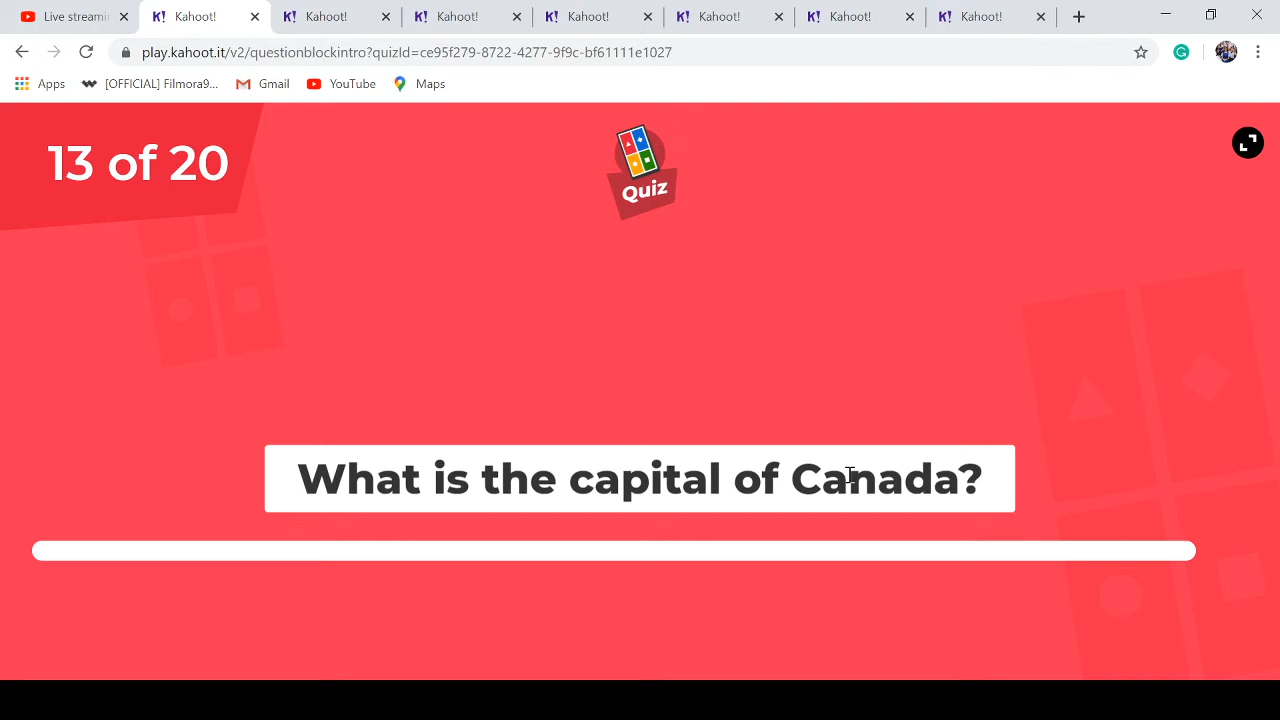 Live streamin
Kahoot!
Kahoot!
Kahoot!
Kahoot!
Kahoot!
Kahoot!
Kahoot!
play.kahoot.it/v2/questionblockintro?quizId=ce95f279-8722-4277-9f9c-bf61111e1027
Apps
[OFFICIAL] Filmora9...
Gmail
YouTube
Maps
13 of 20
Quiz
What is the capital of Canada?